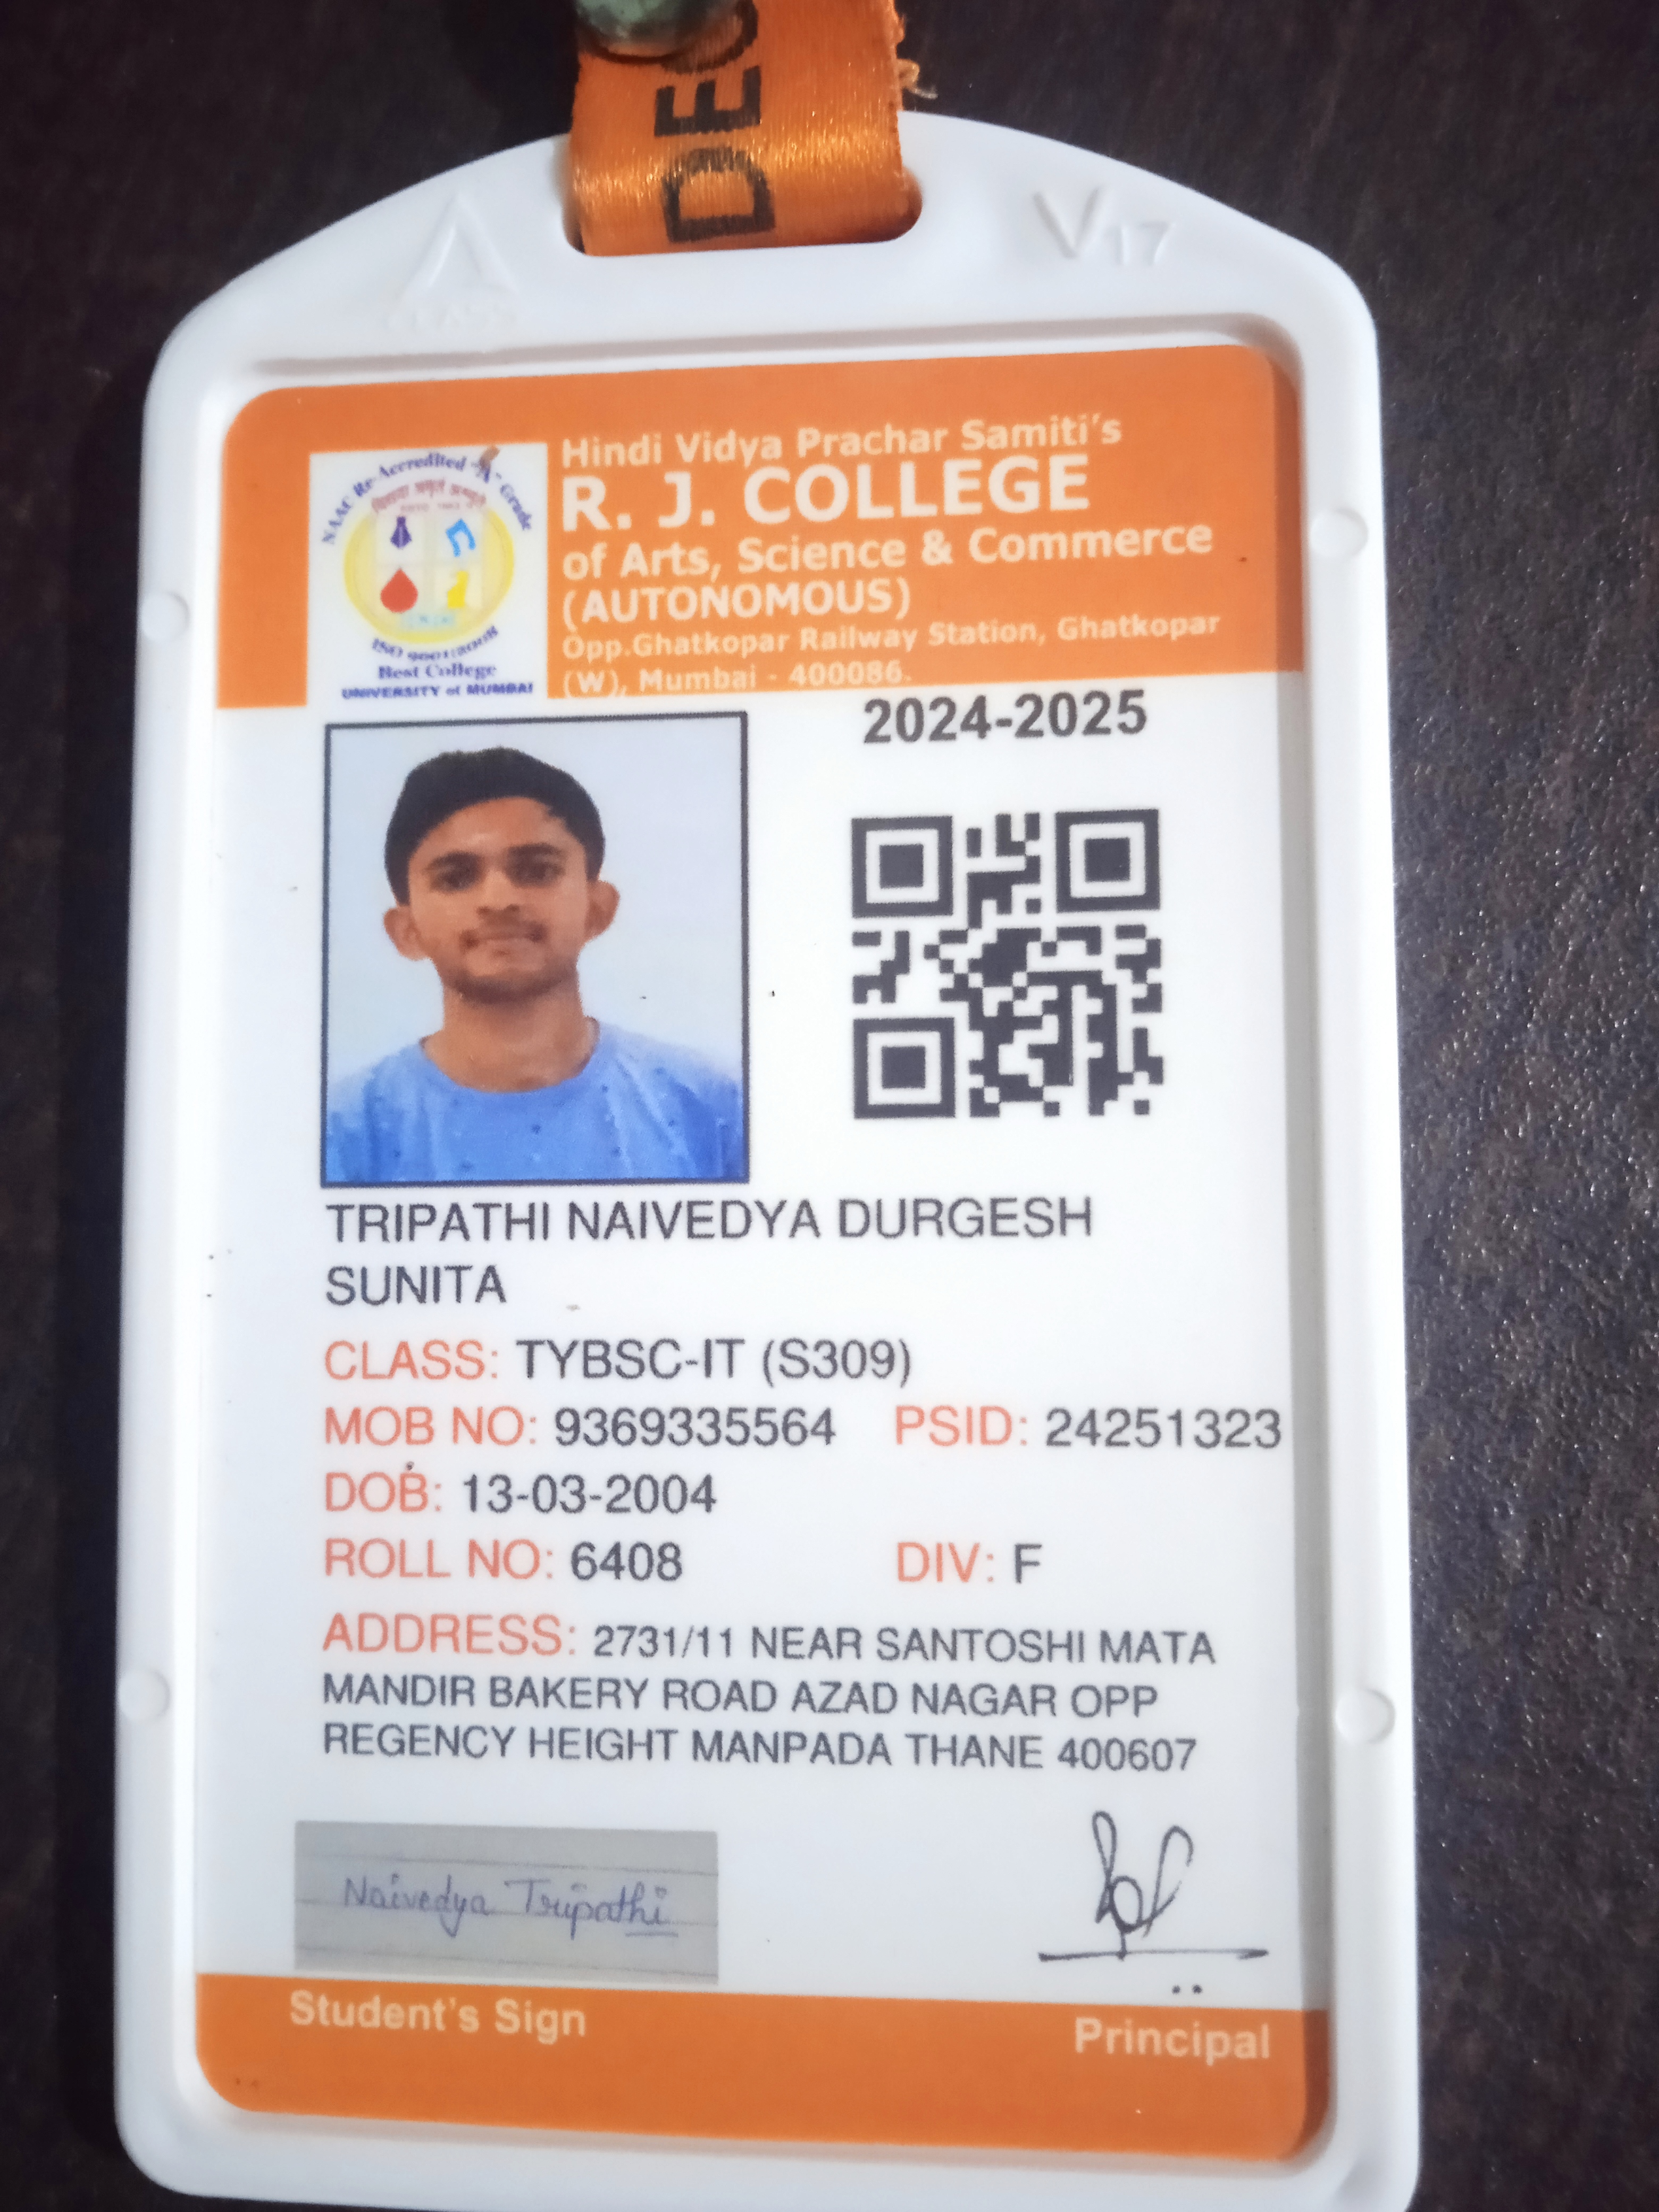 DEC
V17
Hindi Vidya Prachar Samiti's
R. J. COLLEGE
of Arts, Science & Commerce
(AUTONOMOUS)
Opp.Ghatkopar Railway Station, Ghatkopar
(W), Mumbai - 400086.
NAAC Re-Accredited "A" Grade
ISO 9001:2008
Best College
UNIVERSITY of MUMBAI
2024-2025
TRIPATHI NAIVEDYA DURGESH
SUNITA
CLASS: TYBSC-IT (S309)
MOB NO: 9369335564 PSID: 24251323
DOB: 13-03-2004
ROLL NO: 6408 DIV: F
ADDRESS: 2731/11 NEAR SANTOSHI MATA
MANDIR BAKERY ROAD AZAD NAGAR OPP
REGENCY HEIGHT MANPADA THANE 400607
Naivedya Tripathi
Student's Sign
Principal